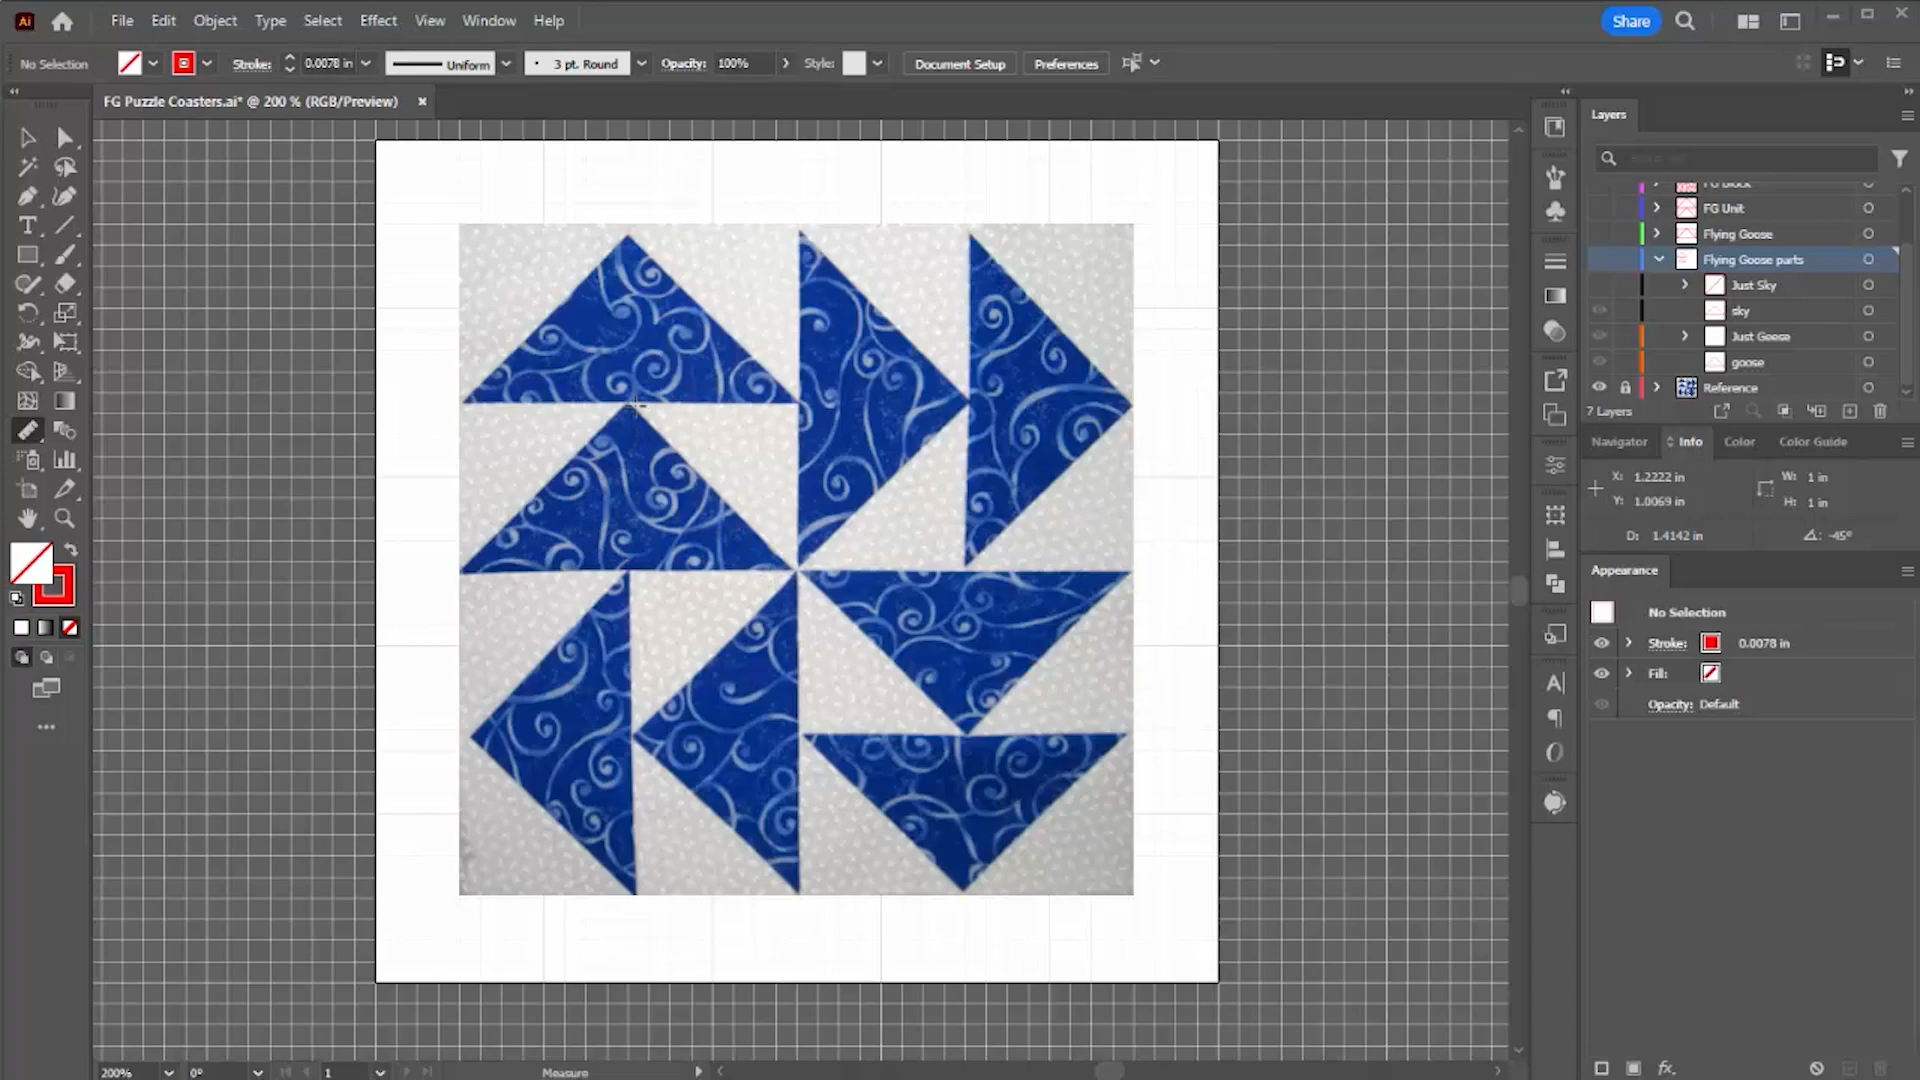 Ai File Edit Object Type Select Effect View Window Help Share
No Selection Stroke: 0.0078 in Uniform 3 pt. Round Opacity: 100% Style: Document Setup Preferences
FG Puzzle Coasters.ai* @ 200 % (RGB/Preview) ×
Layers
FG Block
FG Unit
Flying Goose
Flying Goose parts
Just Sky
sky
Just Geese
goose
Reference
7 Layers
Navigator Info Color Color Guide
X: 1.2222 in W: 1 in
Y: 1.0069 in H: 1 in
D: 1.4142 in -45°
Appearance
No Selection
Stroke: 0.0078 in
Fill:
Opacity: Default
200% 0° 1 Measure fx.